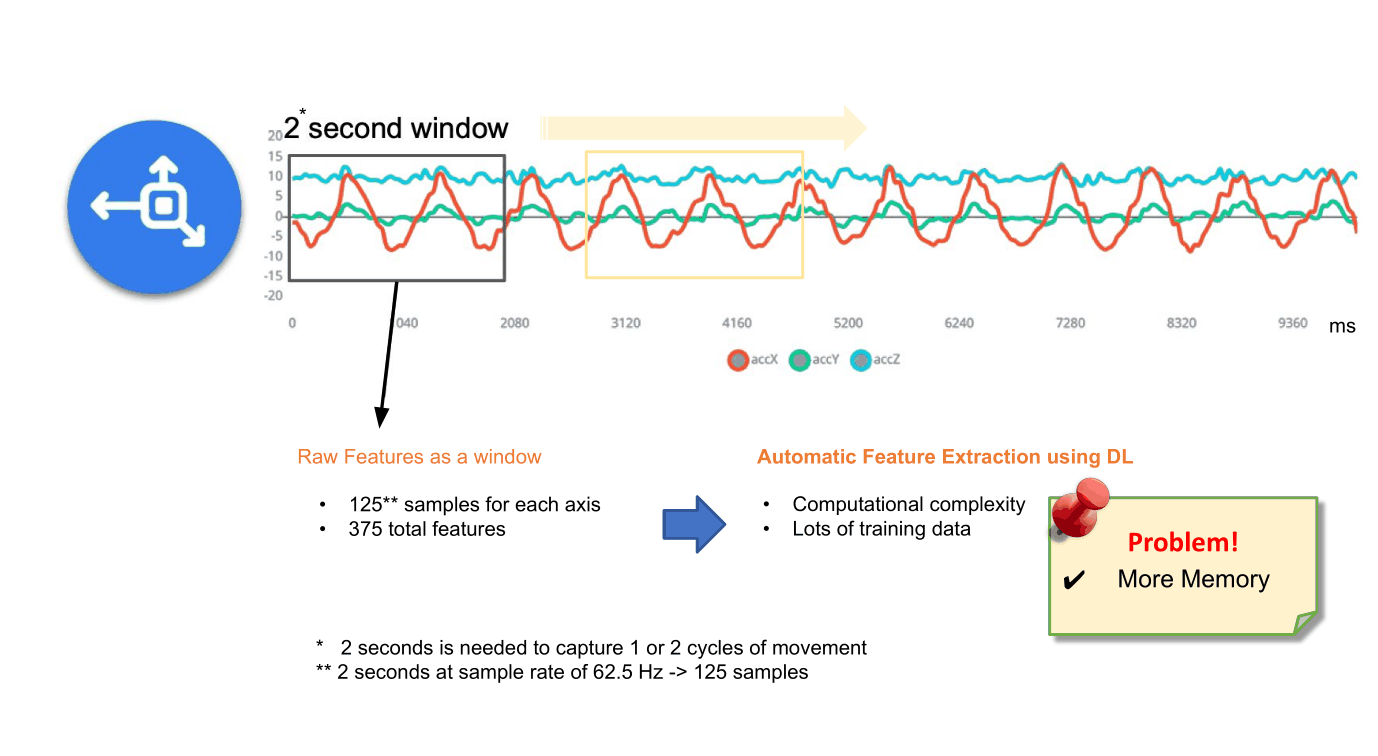 2*second window
20
15
10
5
0
-5
-10
-15
-20
0 040 2080 3120 4160 5200 6240 7280 8320 9360 ms
accX accY accZ
Raw Features as a window
• 125** samples for each axis
• 375 total features
Automatic Feature Extraction using DL
• Computational complexity
• Lots of training data
Problem!
✔ More Memory
* 2 seconds is needed to capture 1 or 2 cycles of movement
** 2 seconds at sample rate of 62.5 Hz -> 125 samples